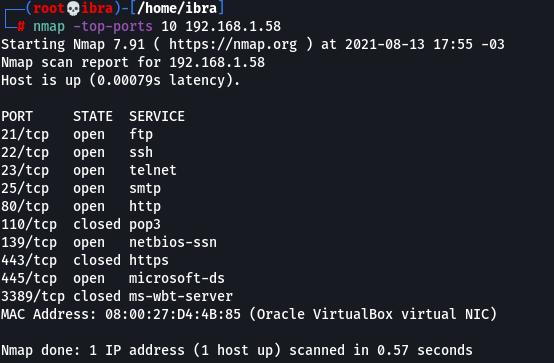 ┌──(root💀ibra)-[/home/ibra]
└─# nmap -top-ports 10 192.168.1.58
Starting Nmap 7.91 ( https://nmap.org ) at 2021-08-13 17:55 -03
Nmap scan report for 192.168.1.58
Host is up (0.00079s latency).

PORT     STATE  SERVICE
21/tcp   open   ftp
22/tcp   open   ssh
23/tcp   open   telnet
25/tcp   open   smtp
80/tcp   open   http
110/tcp  closed pop3
139/tcp  open   netbios-ssn
443/tcp  closed https
445/tcp  open   microsoft-ds
3389/tcp closed ms-wbt-server
MAC Address: 08:00:27:D4:4B:85 (Oracle VirtualBox virtual NIC)

Nmap done: 1 IP address (1 host up) scanned in 0.57 seconds